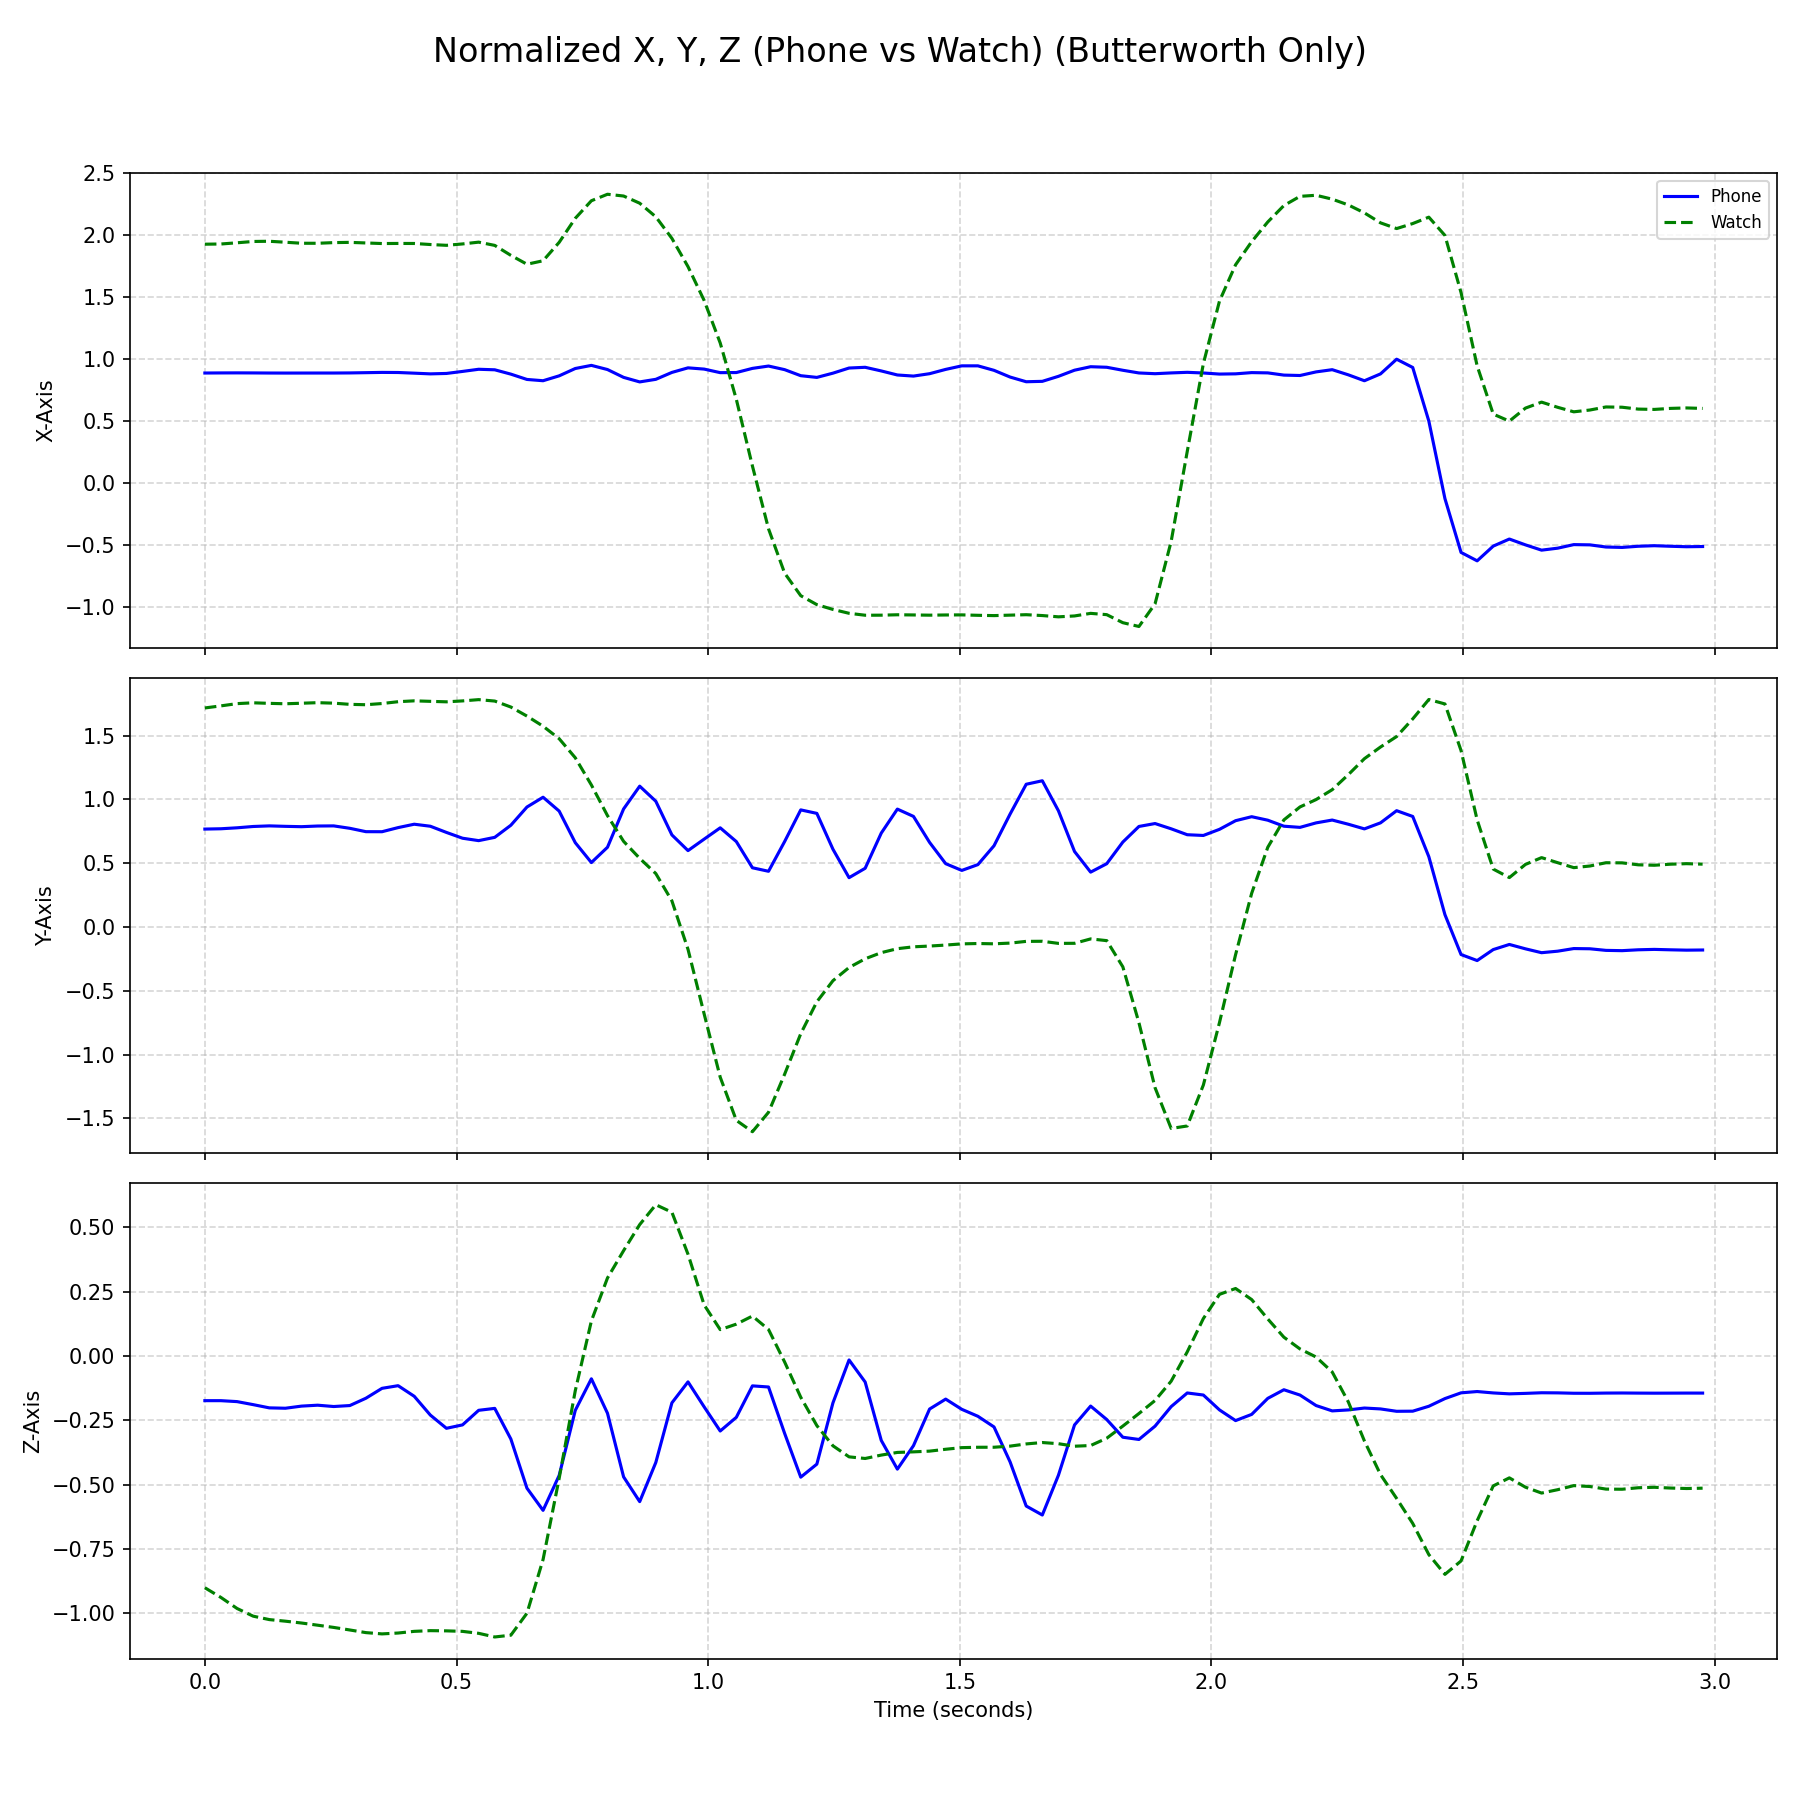 Normalized X, Y, Z (Phone vs Watch) (Butterworth Only)
2.5
2.0
1.5
1.0
0.5
0.0
−0.5
−1.0
X-Axis
Phone
Watch
1.5
1.0
0.5
0.0
−0.5
−1.0
−1.5
Y-Axis
0.50
0.25
0.00
−0.25
−0.50
−0.75
−1.00
Z-Axis
0.0 0.5 1.0 1.5 2.0 2.5 3.0
Time (seconds)